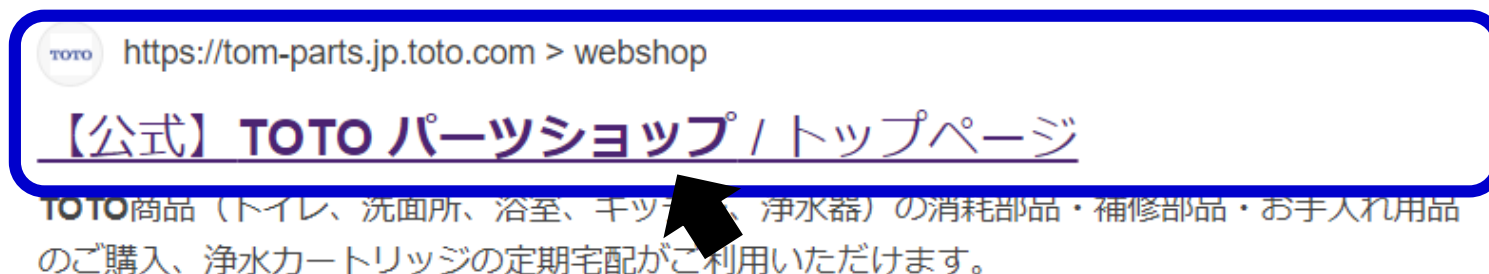 TOTO
https://tom-parts.jp.toto.com > webshop
【公式】TOTO パーツショップ / トップページ
TOTO商品（トイレ、洗面所、浴室、キッ、浄水器）の消耗部品・補修部品・お手入れ用品
のご購入、浄水カートリッジの定期宅配がご利用いただけます。